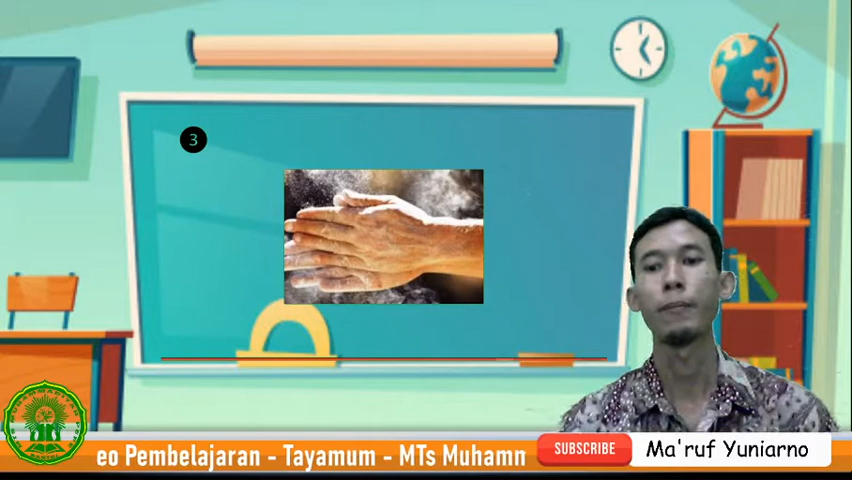 3
eo Pembelajaran - Tayamum - MTs Muhamn
SUBSCRIBE
Ma'ruf Yuniarno